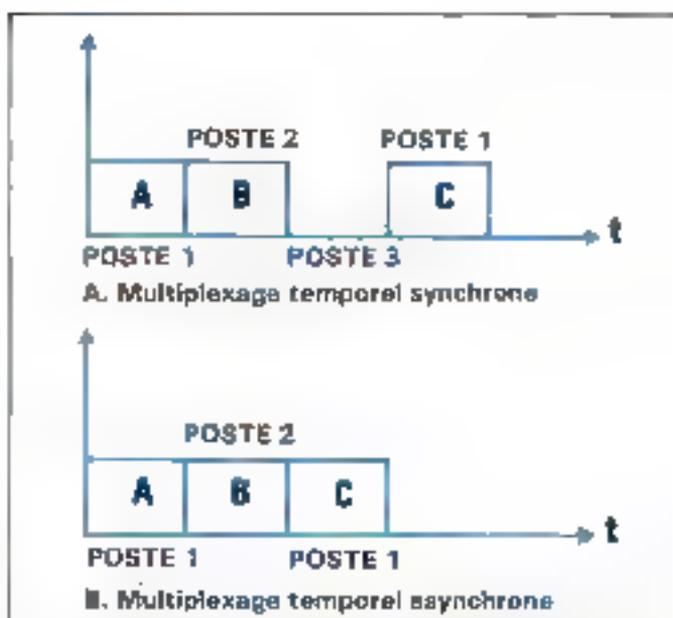 POSTE 2 POSTE 1
A B C
t
POSTE 1 POSTE 3
A. Multiplexage temporel synchrone
POSTE 2
A B C
t
POSTE 1 POSTE 1
B. Multiplexage temporel asynchrone